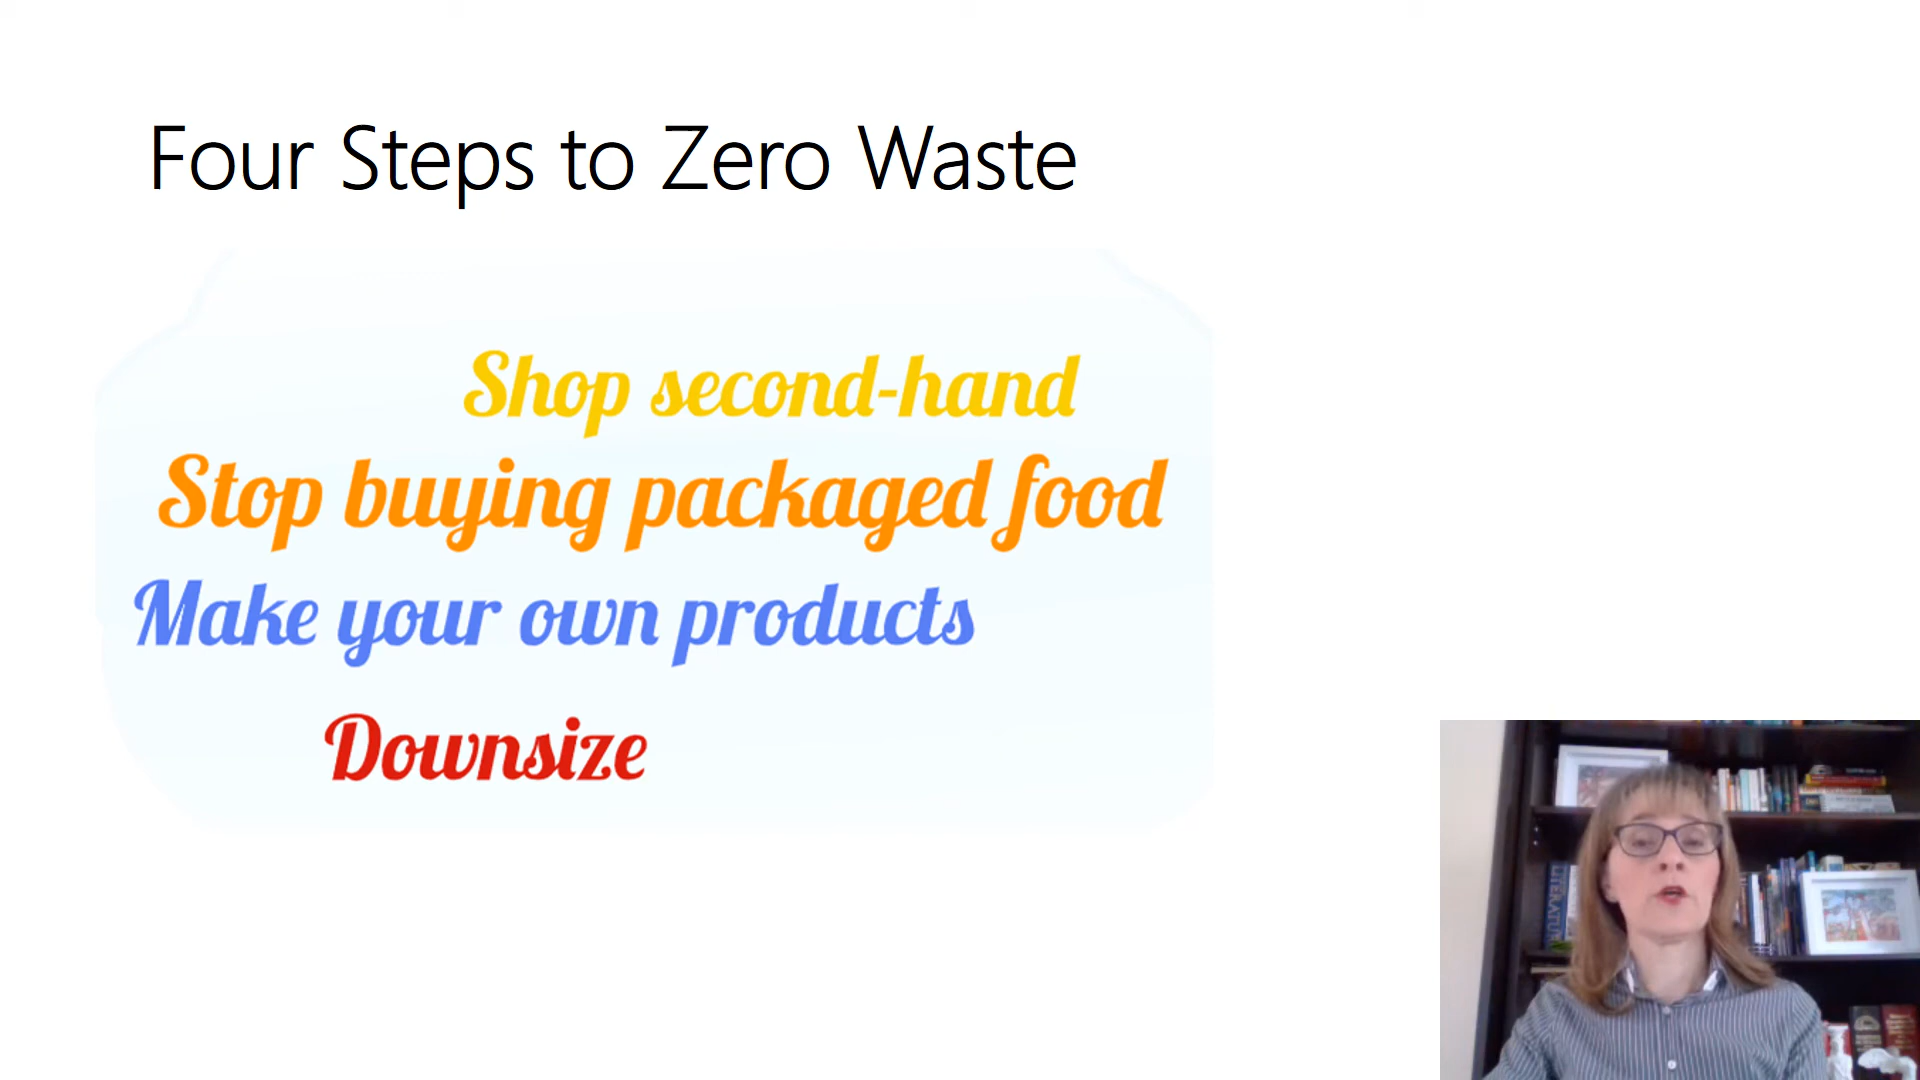 Four Steps to Zero Waste
Shop second-hand
Stop buying packaged food
Make your own products
Downsize